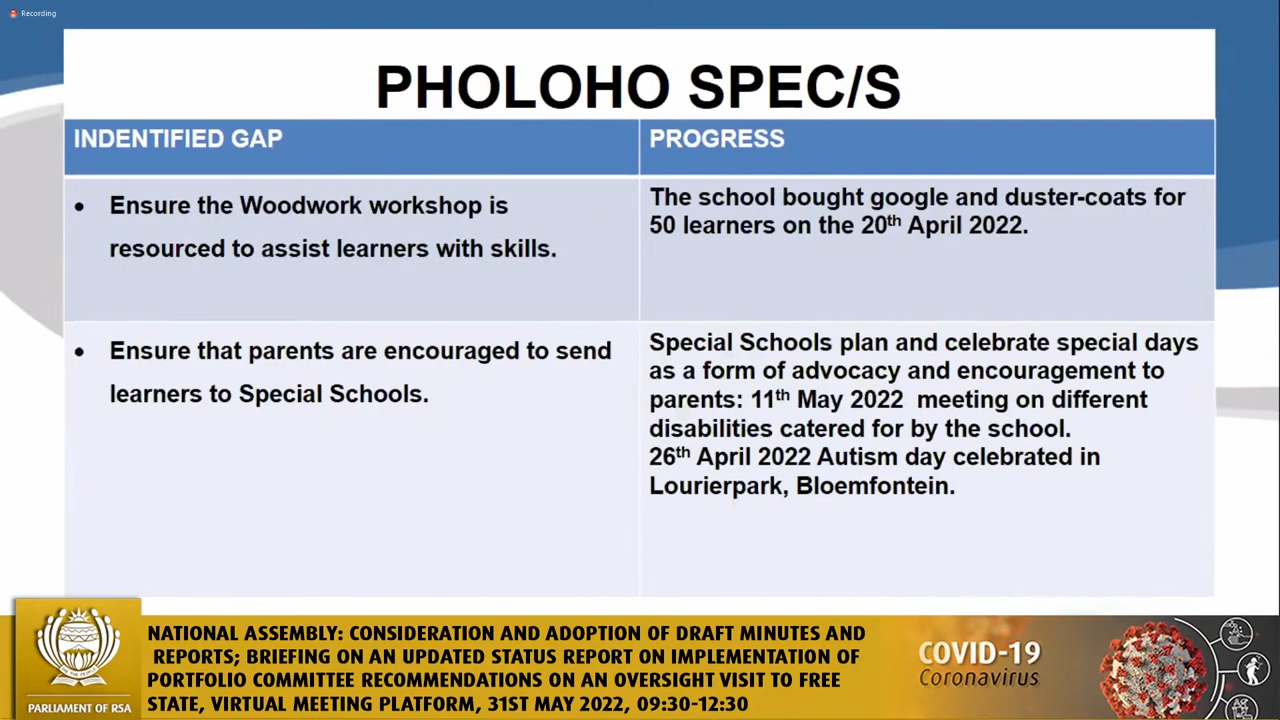 Recording
PHOLOHO SPEC/S
INDENTIFIED GAP
PROGRESS
• Ensure the Woodwork workshop is
resourced to assist learners with skills.
The school bought google and duster-coats for
50 learners on the 20th April 2022.
• Ensure that parents are encouraged to send
learners to Special Schools.
Special Schools plan and celebrate special days
as a form of advocacy and encouragement to
parents: 11th May 2022 meeting on different
disabilities catered for by the school.
26th April 2022 Autism day celebrated in
Lourierpark, Bloemfontein.
PARLIAMENT OF RSA
NATIONAL ASSEMBLY: CONSIDERATION AND ADOPTION OF DRAFT MINUTES AND
REPORTS; BRIEFING ON AN UPDATED STATUS REPORT ON IMPLEMENTATION OF
PORTFOLIO COMMITTEE RECOMMENDATIONS ON AN OVERSIGHT VISIT TO FREE
STATE, VIRTUAL MEETING PLATFORM, 31ST MAY 2022, 09:30-12:30
COVID-19
Coronavirus